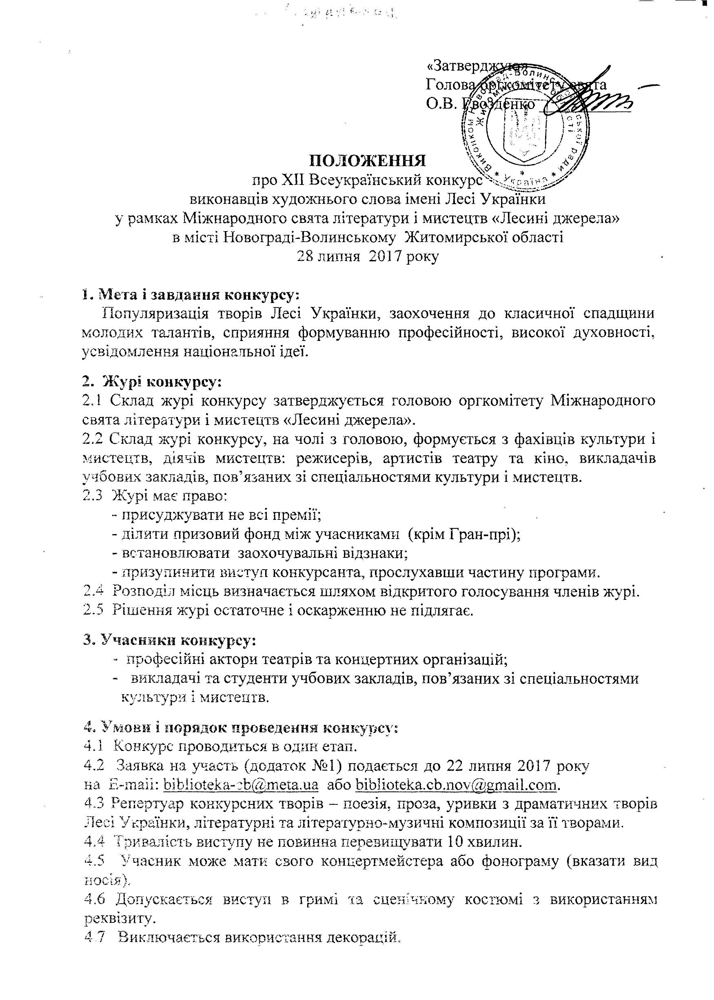 «Затверджую»
Голова оргкомітету свята
О.В. Гвозденко
Виконком Новоград-Волинської міської ради
Житомирської області
* Україна *
ПОЛОЖЕННЯ
про ХІІ Всеукраїнський конкурс
виконавців художнього слова імені Лесі Українки
у рамках Міжнародного свята літератури і мистецтв «Лесині джерела»
в місті Новограді-Волинському Житомирської області
28 липня 2017 року
1. Мета і завдання конкурсу:
Популяризація творів Лесі Українки, заохочення до класичної спадщини
молодих талантів, сприяння формуванню професійності, високої духовності,
усвідомлення національної ідеї.
2. Журі конкурсу:
2.1 Склад журі конкурсу затверджується головою оргкомітету Міжнародного
свята літератури і мистецтв «Лесині джерела».
2.2 Склад журі конкурсу, на чолі з головою, формується з фахівців культури і
мистецтв, діячів мистецтв: режисерів, артистів театру та кіно, викладачів
учбових закладів, пов’язаних зі спеціальностями культури і мистецтв.
2.3 Журі має право:
- присуджувати не всі премії;
- ділити призовий фонд між учасниками (крім Гран-прі);
- встановлювати заохочувальні відзнаки;
- призупинити виступ конкурсанта, прослухавши частину програми.
2.4 Розподіл місць визначається шляхом відкритого голосування членів журі.
2.5 Рішення журі остаточне і оскарженню не підлягає.
3. Учасники конкурсу:
- професійні актори театрів та концертних організацій;
- викладачі та студенти учбових закладів, пов’язаних зі спеціальностями
культури і мистецтв.
4. Умови і порядок проведення конкурсу:
4.1 Конкурс проводиться в один етап.
4.2 Заявка на участь (додаток №1) подається до 22 липня 2017 року
на E-mail: biblioteka-cb@meta.ua або biblioteka.cb.nov@gmail.com.
4.3 Репертуар конкурсних творів – поезія, проза, уривки з драматичних творів
Лесі Українки, літературні та літературно-музичні композиції за її творами.
4.4 Тривалість виступу не повинна перевищувати 10 хвилин.
4.5 Учасник може мати свого концертмейстера або фонограму (вказати вид
носія).
4.6 Допускається виступ в гримі та сценічному костюмі з використанням
реквізиту.
4.7 Виключається використання декорацій.